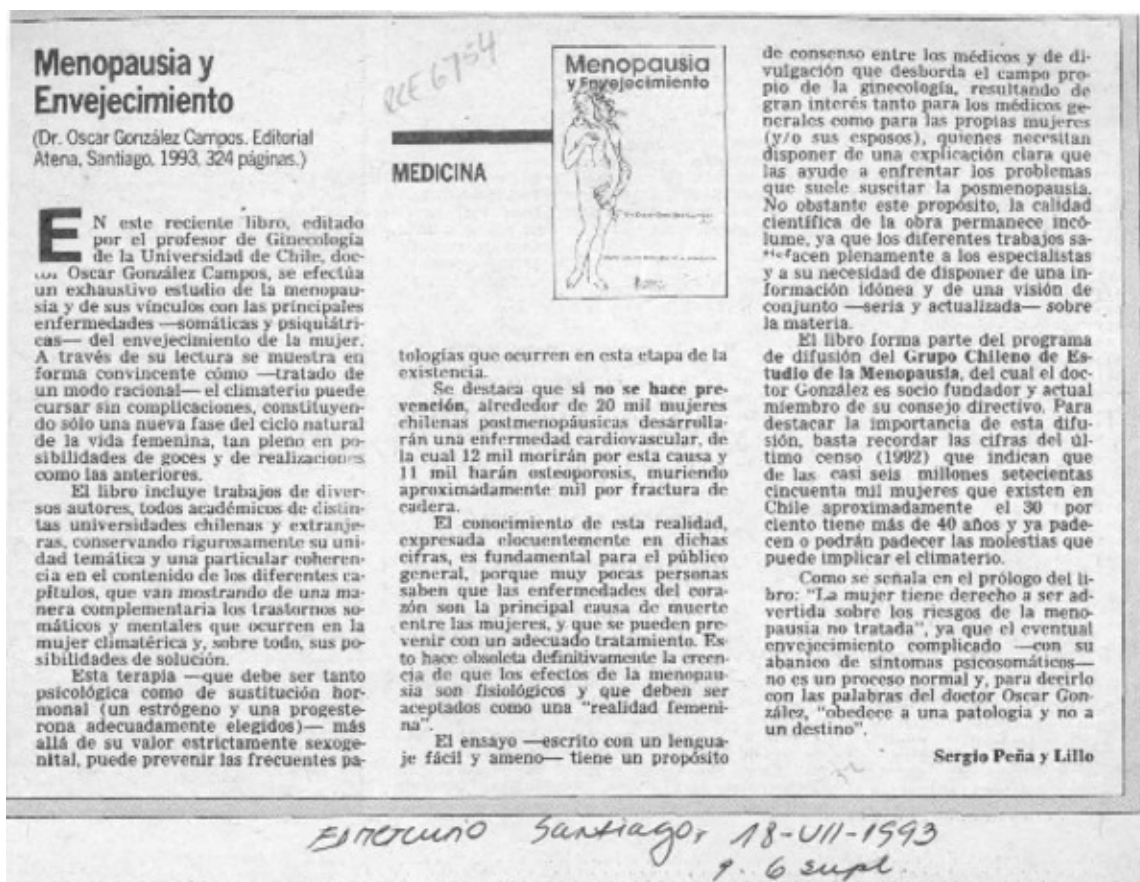 Menopausia y
Envejecimiento
(Dr. Oscar González Campos. Editorial
Atena, Santiago, 1993, 324 páginas.)
EN este reciente libro, editado
por el profesor de Ginecología
de la Universidad de Chile, doc-
tor Oscar González Campos, se efectúa
un exhaustivo estudio de la menopau-
sia y de sus vínculos con las principales
enfermedades —somáticas y psiquiátri-
cas— del envejecimiento de la mujer.
A través de su lectura se muestra en
forma convincente cómo —tratado de
un modo racional— el climaterio puede
cursar sin complicaciones, constituyen-
do sólo una nueva fase del ciclo natural
de la vida femenina, tan pleno en po-
sibilidades de goces y de realizaciones
como las anteriores.
El libro incluye trabajos de diver-
sos autores, todos académicos de distin-
tas universidades chilenas y extranje-
ras, conservando rigurosamente su uni-
dad temática y una particular coheren-
cia en el contenido de los diferentes ca-
pítulos, que van mostrando de una ma-
nera complementaria los trastornos so-
máticos y mentales que ocurren en la
mujer climatérica y, sobre todo, sus po-
sibilidades de solución.
Esta terapia —que debe ser tanto
psicológica como de sustitución hor-
monal (un estrógeno y una progeste-
rona adecuadamente elegidos)— más
allá de su valor estrictamente sexoge-
nital, puede prevenir las frecuentes pa-
RCE 6754
MEDICINA
Menopausia
y Envejecimiento
tologías que ocurren en esta etapa de la
existencia.
Se destaca que si no se hace pre-
vención, alrededor de 20 mil mujeres
chilenas postmenopáusicas desarrolla-
rán una enfermedad cardiovascular, de
la cual 12 mil morirán por esta causa y
11 mil harán osteoporosis, muriendo
aproximadamente mil por fractura de
cadera.
El conocimiento de esta realidad,
expresada elocuentemente en dichas
cifras, es fundamental para el público
general, porque muy pocas personas
saben que las enfermedades del cora-
zón son la principal causa de muerte
entre las mujeres, y que se pueden pre-
venir con un adecuado tratamiento. Es-
to hace obsoleta definitivamente la creen-
cia de que los efectos de la menopau-
sia son fisiológicos y que deben ser
aceptados como una "realidad femeni-
na".
El ensayo —escrito con un lengua-
je fácil y ameno— tiene un propósito
de consenso entre los médicos y de di-
vulgación que desborda el campo pro-
pio de la ginecología, resultando de
gran interés tanto para los médicos ge-
nerales como para las propias mujeres
(y/o sus esposos), quienes necesitan
disponer de una explicación clara que
las ayude a enfrentar los problemas
que suele suscitar la posmenopausia.
No obstante este propósito, la calidad
científica de la obra permanece incó-
lume, ya que los diferentes trabajos sa-
tisfacen plenamente a los especialistas
y a su necesidad de disponer de una in-
formación idónea y de una visión de
conjunto —seria y actualizada— sobre
la materia.
El libro forma parte del programa
de difusión del Grupo Chileno de Es-
tudio de la Menopausia, del cual el doc-
tor González es socio fundador y actual
miembro de su consejo directivo. Para
destacar la importancia de esta difu-
sión, basta recordar las cifras del úl-
timo censo (1992) que indican que
de las casi seis millones setecientas
cincuenta mil mujeres que existen en
Chile aproximadamente el 30 por
ciento tiene más de 40 años y ya pade-
cen o podrán padecer las molestias que
puede implicar el climaterio.
Como se señala en el prólogo del li-
bro: "La mujer tiene derecho a ser ad-
vertida sobre los riesgos de la meno-
pausia no tratada", ya que el eventual
envejecimiento complicado —con su
abanico de síntomas psicosomáticos—
no es un proceso normal y, para decirlo
con las palabras del doctor Oscar Gon-
zález, "obedece a una patología y no a
un destino".
Sergio Peña y Lillo
El Mercurio Santiago, 18-VII-1993
p. 6 supl.